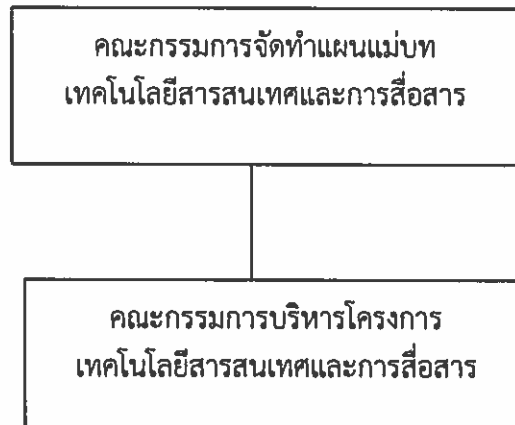 คณะกรรมการจัดทำแผนแม่บท
เทคโนโลยีสารสนเทศและการสื่อสาร
คณะกรรมการบริหารโครงการ
เทคโนโลยีสารสนเทศและการสื่อสาร